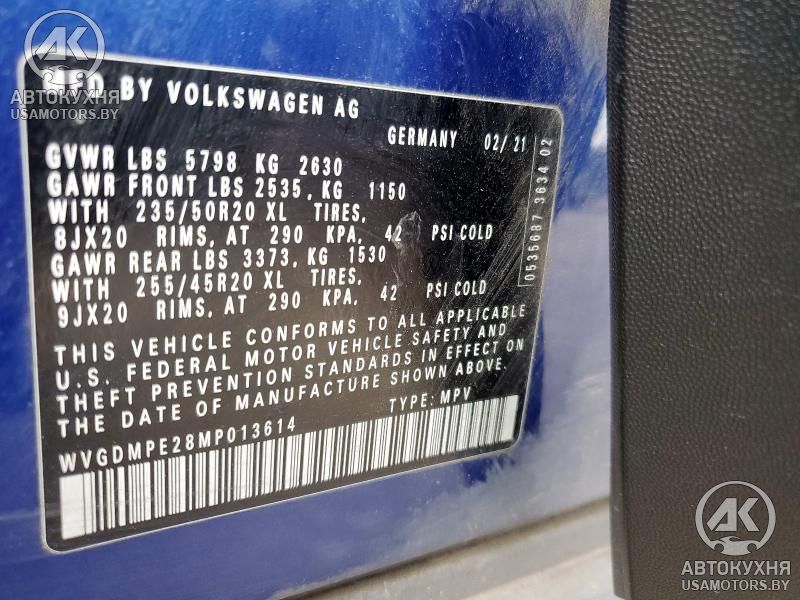 AK
АВТОКУХНЯ
USAMOTORS.BY
MFD BY VOLKSWAGEN AG
GERMANY 02/21
GVWR LBS 5798 KG 2630
GAWR FRONT LBS 2535, KG 1150
WITH 235/50R20 XL TIRES,
8JX20 RIMS, AT 290 KPA, 42 PSI COLD
GAWR REAR LBS 3373, KG 1530
WITH 255/45R20 XL TIRES,
9JX20 RIMS, AT 290 KPA, 42 PSI COLD
THIS VEHICLE CONFORMS TO ALL APPLICABLE
U.S. FEDERAL MOTOR VEHICLE SAFETY AND
THEFT PREVENTION STANDARDS IN EFFECT ON
THE DATE OF MANUFACTURE SHOWN ABOVE.
WVGDMPE28MP013614 TYPE: MPV
0535687 3634 02
AK
АВТОКУХНЯ
USAMOTORS.BY